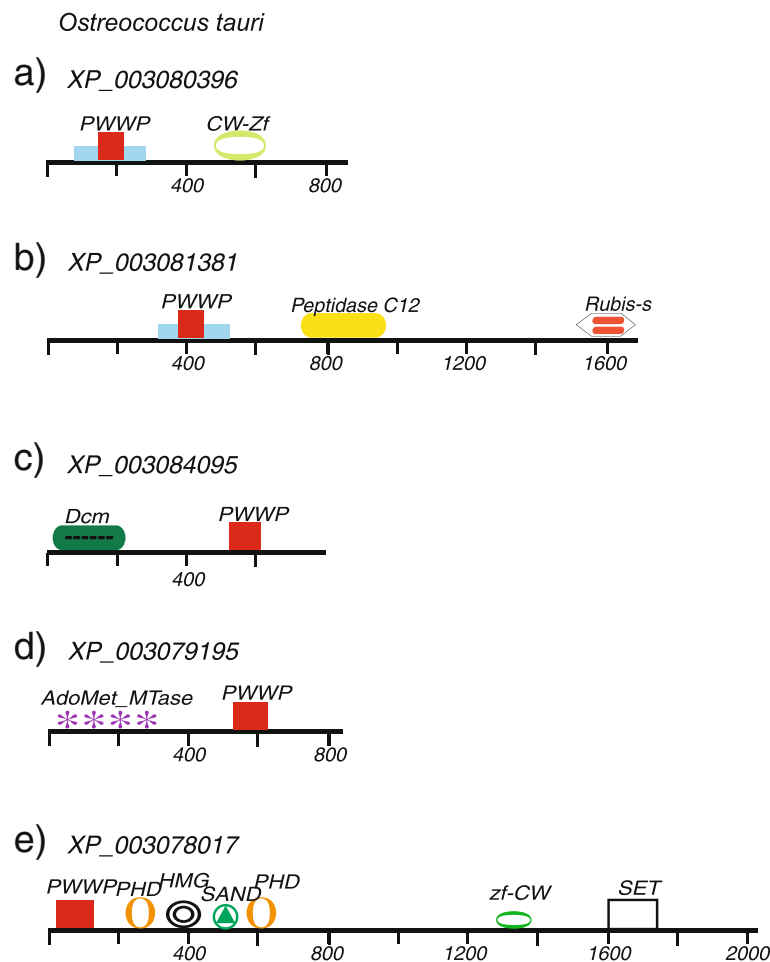 Ostreococcus tauri
a) XP_003080396
PWWP CW-Zf
400 800
b) XP_003081381
PWWP Peptidase C12 Rubis-s
400 800 1200 1600
c) XP_003084095
Dcm PWWP
400
d) XP_003079195
AdoMet_MTase PWWP
400 800
e) XP_003078017
PWWP PHD HMG SAND PHD zf-CW SET
400 800 1200 1600 2000